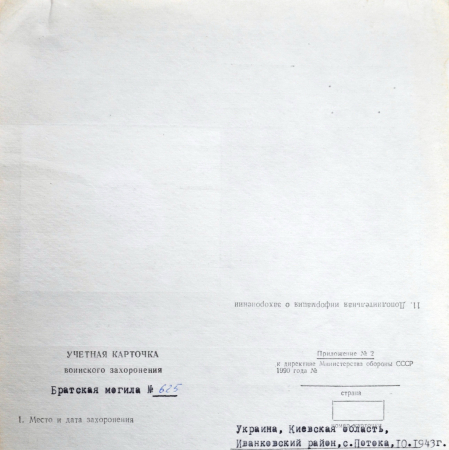 11. Дополнительная информация о захоронении
УЧЕТНАЯ КАРТОЧКА
воинского захоронения
Братская могила № 625
Приложение № 2
к директиве Министерства обороны СССР
1990 года №
страна
1. Место и дата захоронения
Украина, Киевская область,
Иванковский район, с.Потока, 10.1943г.